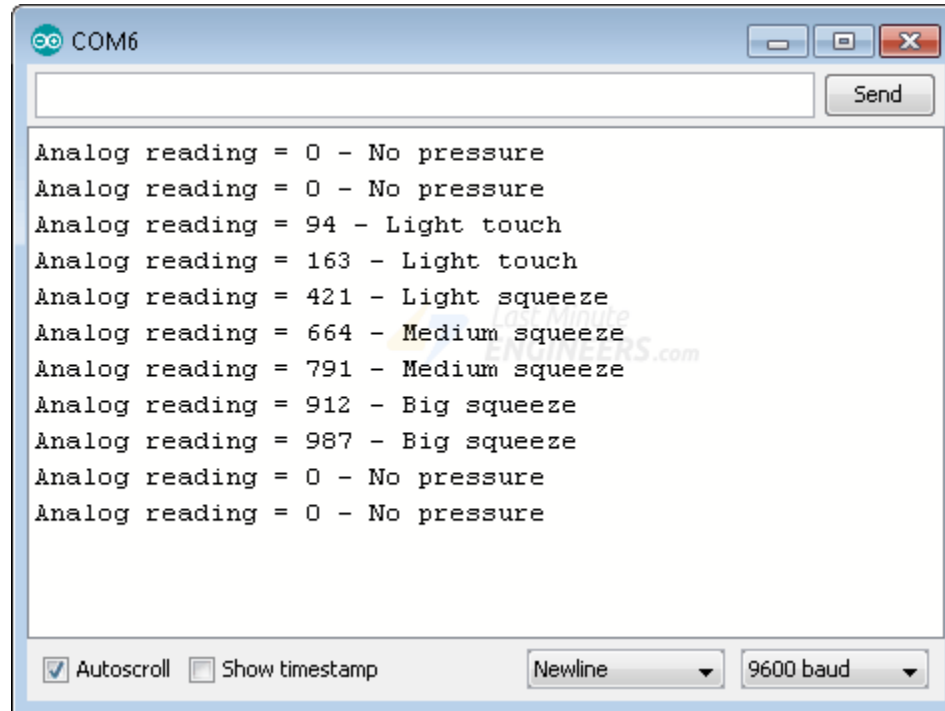 COM6
Send
Analog reading = 0 - No pressure
Analog reading = 0 - No pressure
Analog reading = 94 - Light touch
Analog reading = 163 - Light touch
Analog reading = 421 - Light squeeze
Last Minute
Analog reading = 664 - Medium squeeze
ENGINEERS.com
Analog reading = 791 - Medium squeeze
Analog reading = 912 - Big squeeze
Analog reading = 987 - Big squeeze
Analog reading = 0 - No pressure
Analog reading = 0 - No pressure
Autoscroll Show timestamp Newline 9600 baud